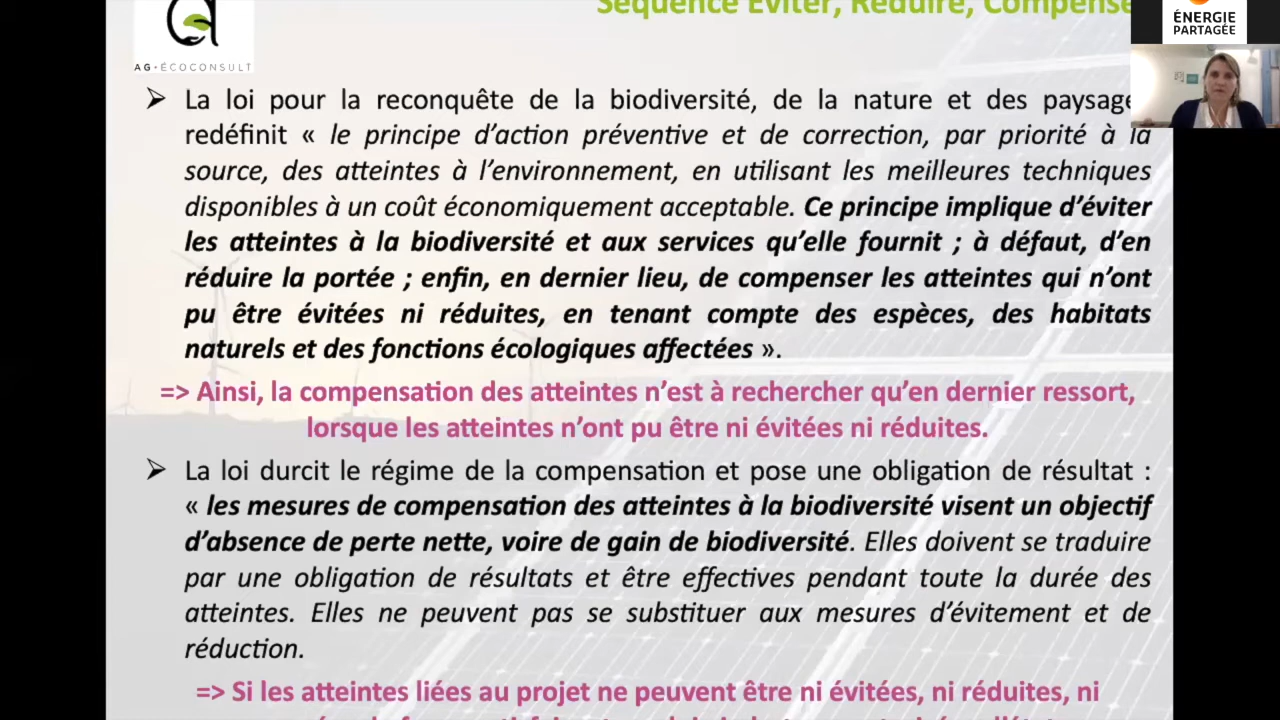 Séquence Eviter, Réduire, Compense
ÉNERGIE
PARTAGÉE
AG•ÉCOCONSULT
➢ La loi pour la reconquête de la biodiversité, de la nature et des paysage
redéfinit « le principe d’action préventive et de correction, par priorité à la
source, des atteintes à l’environnement, en utilisant les meilleures techniques
disponibles à un coût économiquement acceptable. Ce principe implique d’éviter
les atteintes à la biodiversité et aux services qu’elle fournit ; à défaut, d’en
réduire la portée ; enfin, en dernier lieu, de compenser les atteintes qui n’ont
pu être évitées ni réduites, en tenant compte des espèces, des habitats
naturels et des fonctions écologiques affectées ».
=> Ainsi, la compensation des atteintes n’est à rechercher qu’en dernier ressort,
lorsque les atteintes n’ont pu être ni évitées ni réduites.
➢ La loi durcit le régime de la compensation et pose une obligation de résultat :
« les mesures de compensation des atteintes à la biodiversité visent un objectif
d’absence de perte nette, voire de gain de biodiversité. Elles doivent se traduire
par une obligation de résultats et être effectives pendant toute la durée des
atteintes. Elles ne peuvent pas se substituer aux mesures d’évitement et de
réduction.
=> Si les atteintes liées au projet ne peuvent être ni évitées, ni réduites, ni